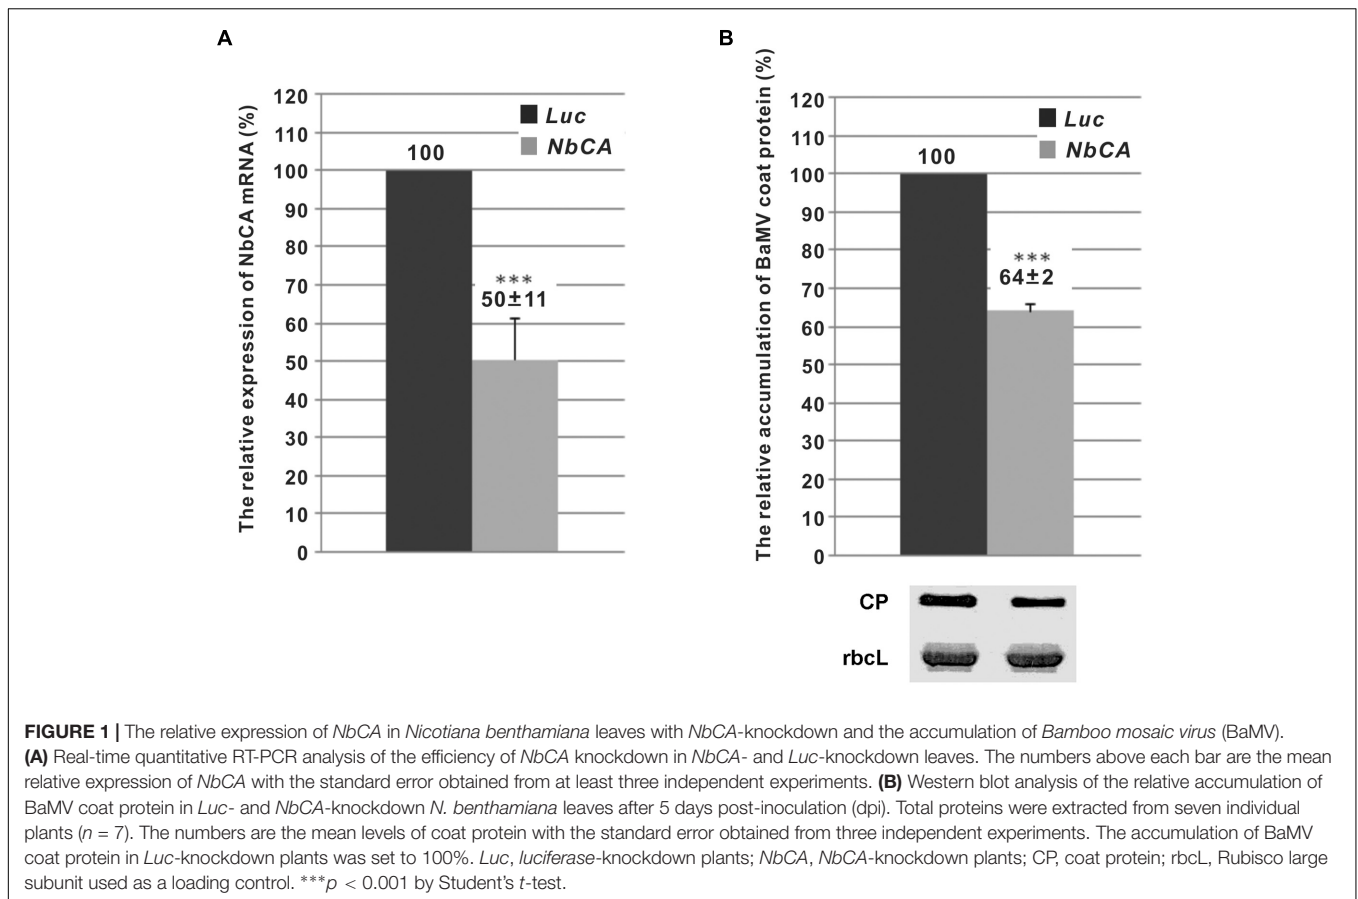 A
The relative expression of NbCA mRNA (%)
120
110
100
90
80
70
60
50
40
30
20
10
0
Luc
NbCA
100
***
50±11
B
The relative accumulation of BaMV coat protein (%)
120
110
100
90
80
70
60
50
40
30
20
10
0
Luc
NbCA
100
***
64±2
CP
rbcL
FIGURE 1 | The relative expression of NbCA in Nicotiana benthamiana leaves with NbCA-knockdown and the accumulation of Bamboo mosaic virus (BaMV).
(A) Real-time quantitative RT-PCR analysis of the efficiency of NbCA knockdown in NbCA- and Luc-knockdown leaves. The numbers above each bar are the mean
relative expression of NbCA with the standard error obtained from at least three independent experiments. (B) Western blot analysis of the relative accumulation of
BaMV coat protein in Luc- and NbCA-knockdown N. benthamiana leaves after 5 days post-inoculation (dpi). Total proteins were extracted from seven individual
plants (n = 7). The numbers are the mean levels of coat protein with the standard error obtained from three independent experiments. The accumulation of BaMV
coat protein in Luc-knockdown plants was set to 100%. Luc, luciferase-knockdown plants; NbCA, NbCA-knockdown plants; CP, coat protein; rbcL, Rubisco large
subunit used as a loading control. ***p < 0.001 by Student's t-test.